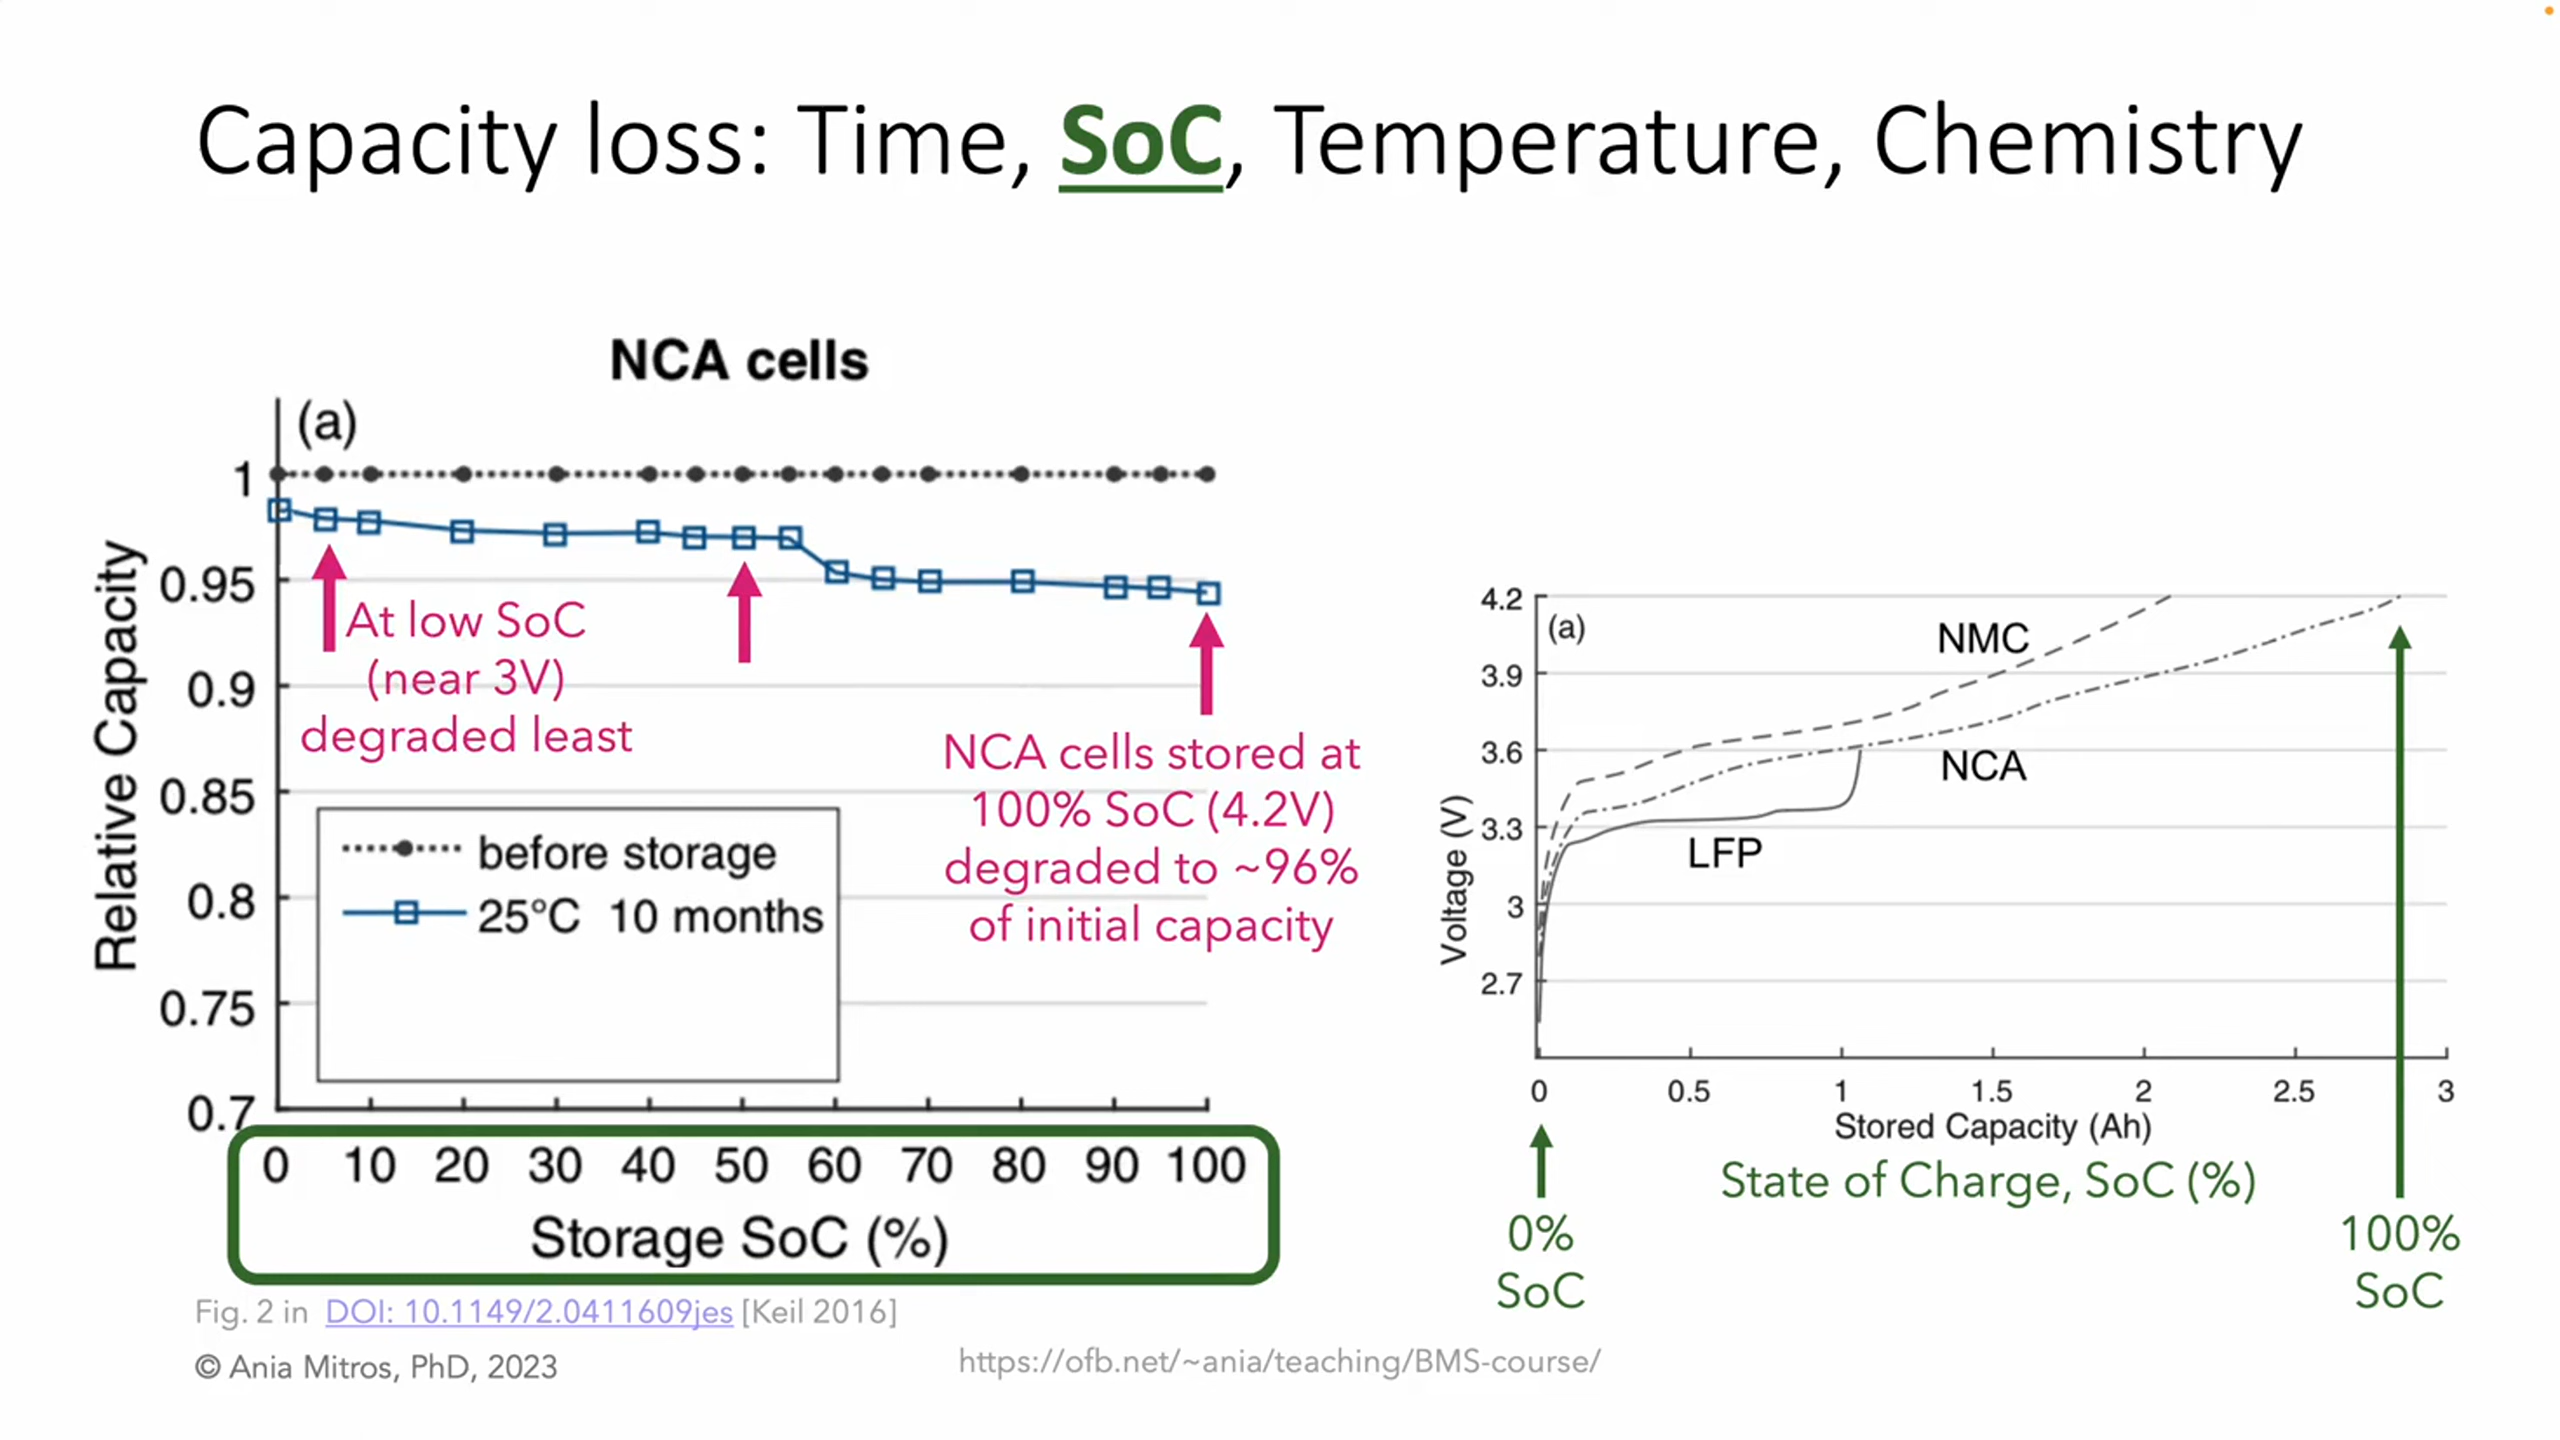 Capacity loss: Time, SoC, Temperature, Chemistry
NCA cells
(a)
1
0.95
0.9
0.85
0.8
0.75
0.7
Relative Capacity
At low SoC
(near 3V)
degraded least
NCA cells stored at
100% SoC (4.2V)
degraded to ~96%
of initial capacity
before storage
25°C 10 months
0 10 20 30 40 50 60 70 80 90 100
Storage SoC (%)
(a)
4.2
3.9
3.6
3.3
3
2.7
Voltage (V)
NMC
NCA
LFP
0 0.5 1 1.5 2 2.5 3
Stored Capacity (Ah)
State of Charge, SoC (%)
0%
SoC
100%
SoC
Fig. 2 in DOI: 10.1149/2.0411609jes [Keil 2016]
© Ania Mitros, PhD, 2023
https://ofb.net/~ania/teaching/BMS-course/